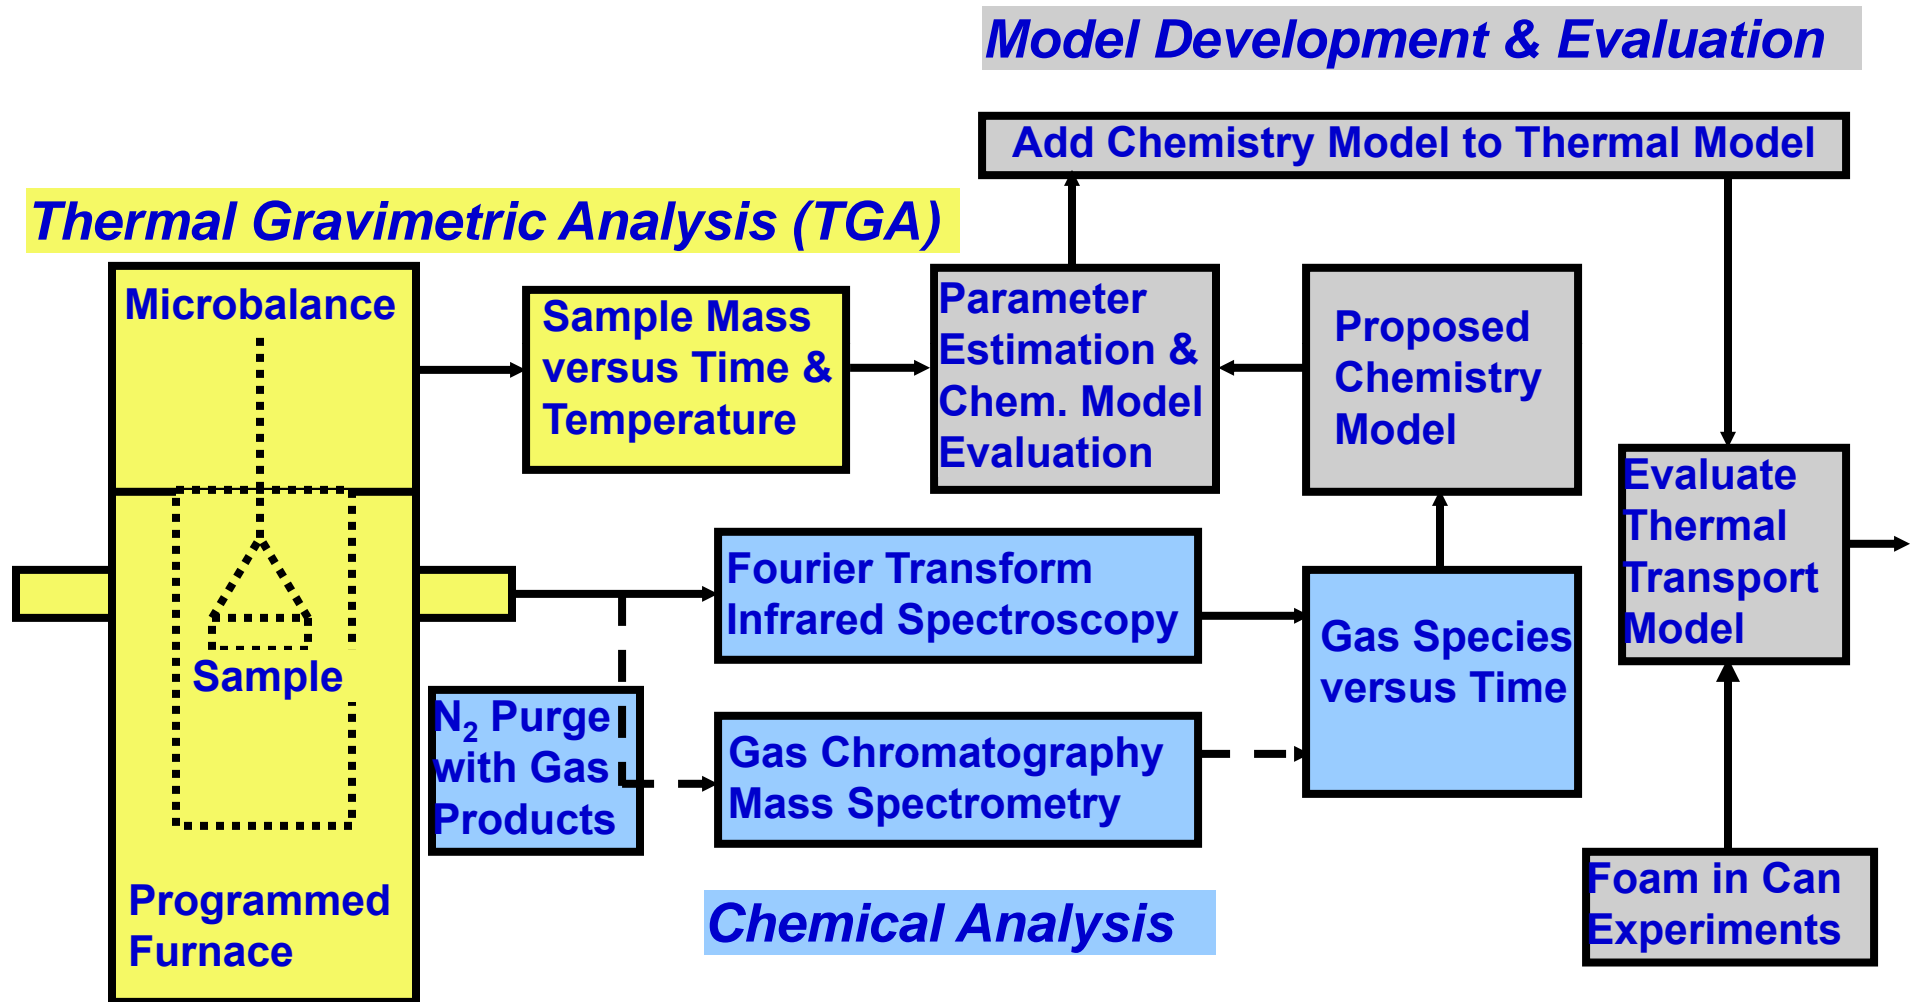 Model Development & Evaluation
Add Chemistry Model to Thermal Model
Thermal Gravimetric Analysis (TGA)
Microbalance
Sample Mass
versus Time &
Temperature
Parameter
Estimation &
Chem. Model
Evaluation
Proposed
Chemistry
Model
Evaluate
Thermal
Transport
Model
Fourier Transform
Infrared Spectroscopy
Gas Species
versus Time
Sample
N₂ Purge
with Gas
Products
Gas Chromatography
Mass Spectrometry
Programmed
Furnace
Chemical Analysis
Foam in Can
Experiments